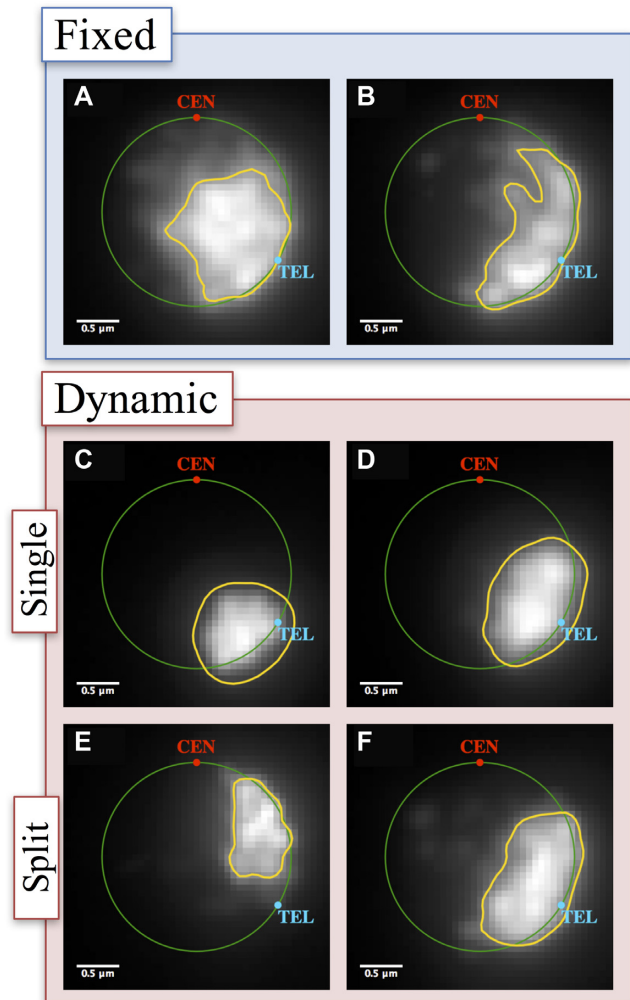 Fixed
A
CEN
TEL
0.5 μm
B
CEN
TEL
0.5 μm
Dynamic
Single
C
CEN
TEL
0.5 μm
D
CEN
TEL
0.5 μm
Split
E
CEN
TEL
0.5 μm
F
CEN
TEL
0.5 μm